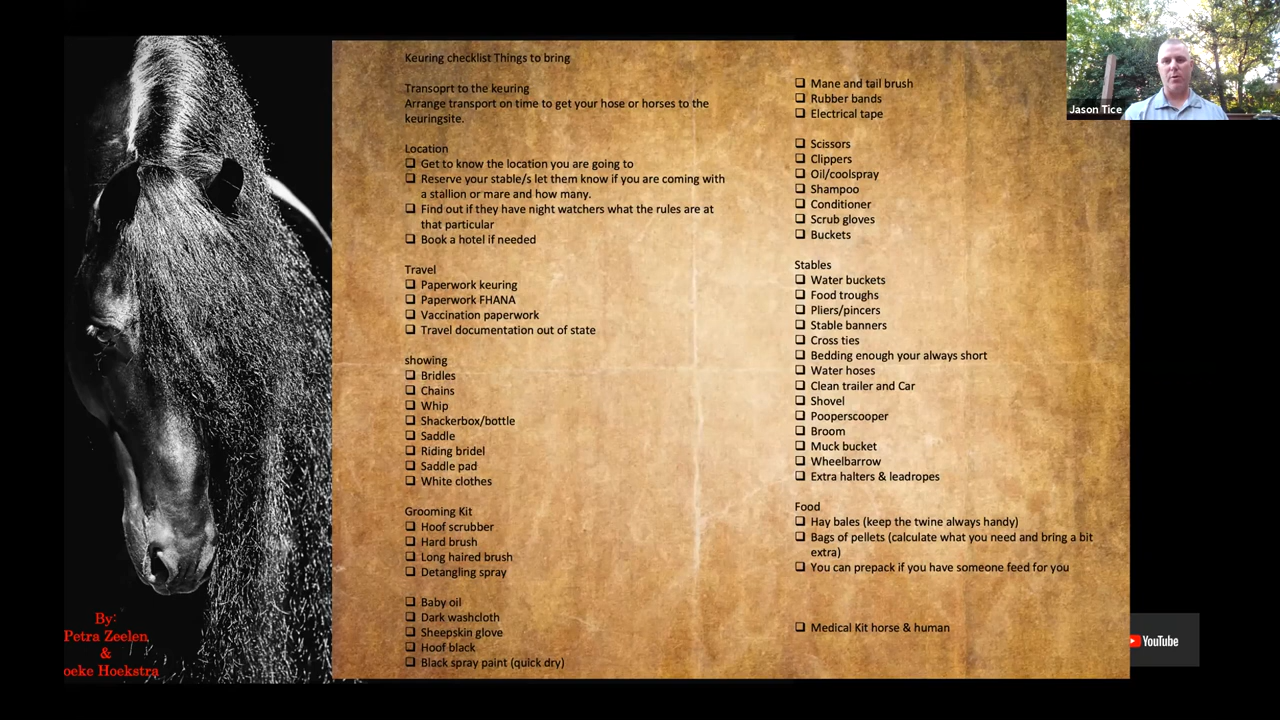 Keuring checklist Things to bring
Transoprt to the keuring
Arrange transport on time to get your hose or horses to the
keuringsite.
Location
❑ Get to know the location you are going to
❑ Reserve your stable/s let them know if you are coming with
a stallion or mare and how many.
❑ Find out if they have night watchers what the rules are at
that particular
❑ Book a hotel if needed
Travel
❑ Paperwork keuring
❑ Paperwork FHANA
❑ Vaccination paperwork
❑ Travel documentation out of state
showing
❑ Bridles
❑ Chains
❑ Whip
❑ Shackerbox/bottle
❑ Saddle
❑ Riding bridel
❑ Saddle pad
❑ White clothes
Grooming Kit
❑ Hoof scrubber
❑ Hard brush
❑ Long haired brush
❑ Detangling spray
❑ Baby oil
❑ Dark washcloth
❑ Sheepskin glove
❑ Hoof black
❑ Black spray paint (quick dry)
❑ Mane and tail brush
❑ Rubber bands
❑ Electrical tape
❑ Scissors
❑ Clippers
❑ Oil/coolspray
❑ Shampoo
❑ Conditioner
❑ Scrub gloves
❑ Buckets
Stables
❑ Water buckets
❑ Food troughs
❑ Pliers/pincers
❑ Stable banners
❑ Cross ties
❑ Bedding enough your always short
❑ Water hoses
❑ Clean trailer and Car
❑ Shovel
❑ Pooperscooper
❑ Broom
❑ Muck bucket
❑ Wheelbarrow
❑ Extra halters & leadropes
Food
❑ Hay bales (keep the twine always handy)
❑ Bags of pellets (calculate what you need and bring a bit
extra)
❑ You can prepack if you have someone feed for you
❑ Medical Kit horse & human
By:
Petra Zeelen
&
oeke Hoekstra
Jason Tice
YouTube